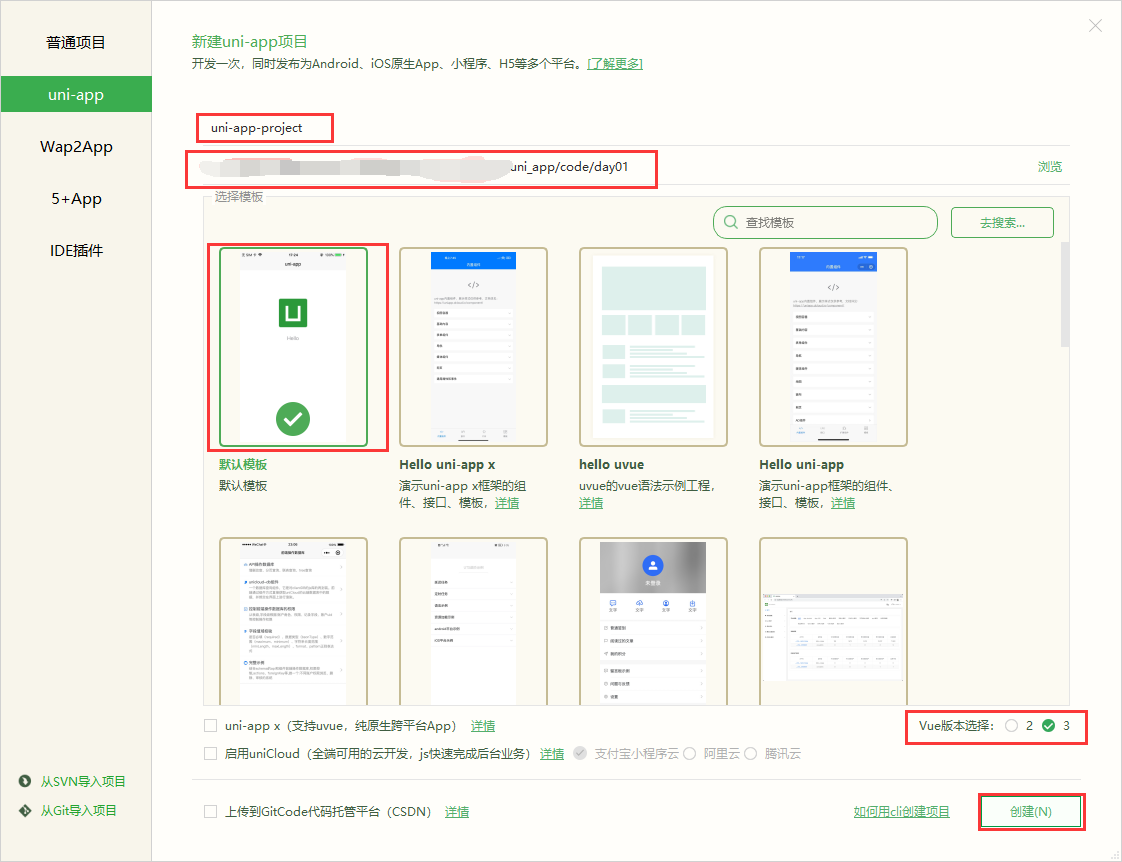 普通项目
uni-app
Wap2App
5+App
IDE插件
从SVN导入项目
从Git导入项目
新建uni-app项目
开发一次，同时发布为Android、iOS原生App、小程序、H5等多个平台。[了解更多]
uni-app-project
uni_app/code/day01
浏览
选择模板
查找模板
去搜索...
uni-app
Hello
默认模板
默认模板
Hello uni-app x
演示uni-app x框架的组
件、接口、模板，详情
hello uvue
uvue的vue语法示例工程，
详情
Hello uni-app
演示uni-app框架的组件、
接口、模板，详情
uni-app x（支持uvue，纯原生跨平台App） 详情
Vue版本选择： 2 3
启用uniCloud（全端可用的云开发，js快速完成后台业务） 详情 支付宝小程序云 阿里云 腾讯云
上传到GitCode代码托管平台（CSDN） 详情
如何用cli创建项目
创建(N)